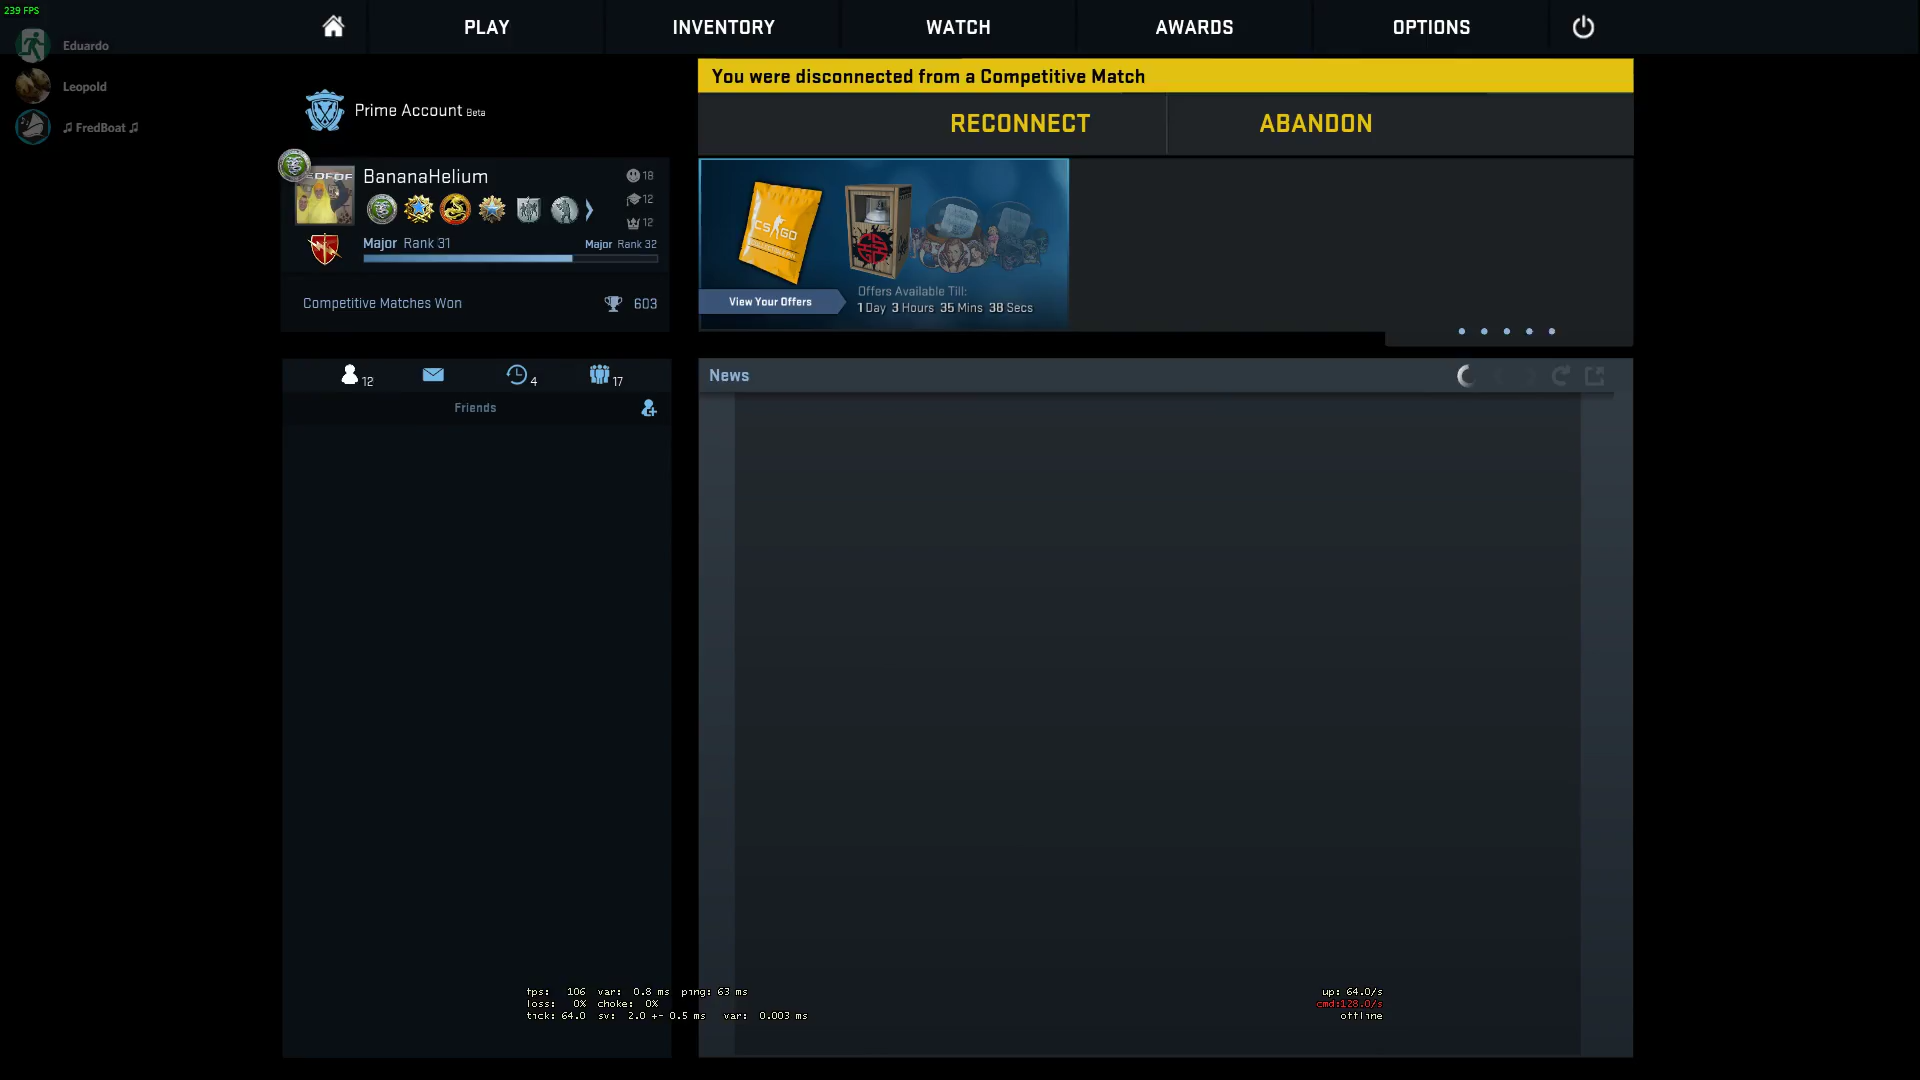 239 FPS
Eduardo
Leopold
♫ FredBoat ♫
PLAY
INVENTORY
WATCH
AWARDS
OPTIONS
Prime Account Beta
You were disconnected from a Competitive Match
RECONNECT
ABANDON
BananaHelium
18
12
12
Major Rank 31
Major Rank 32
Competitive Matches Won
603
CS GO
View Your Offers
Offers Available Till:
1 Day 3 Hours 35 Mins 38 Secs
12
4
17
Friends
News
fps: 106 var: 0.8 ms ping: 63 ms
loss: 0% choke: 0%
tick: 64.0 sv: 2.0 +- 0.5 ms var: 0.003 ms
up: 64.0/s
cmd:128.0/s
offline